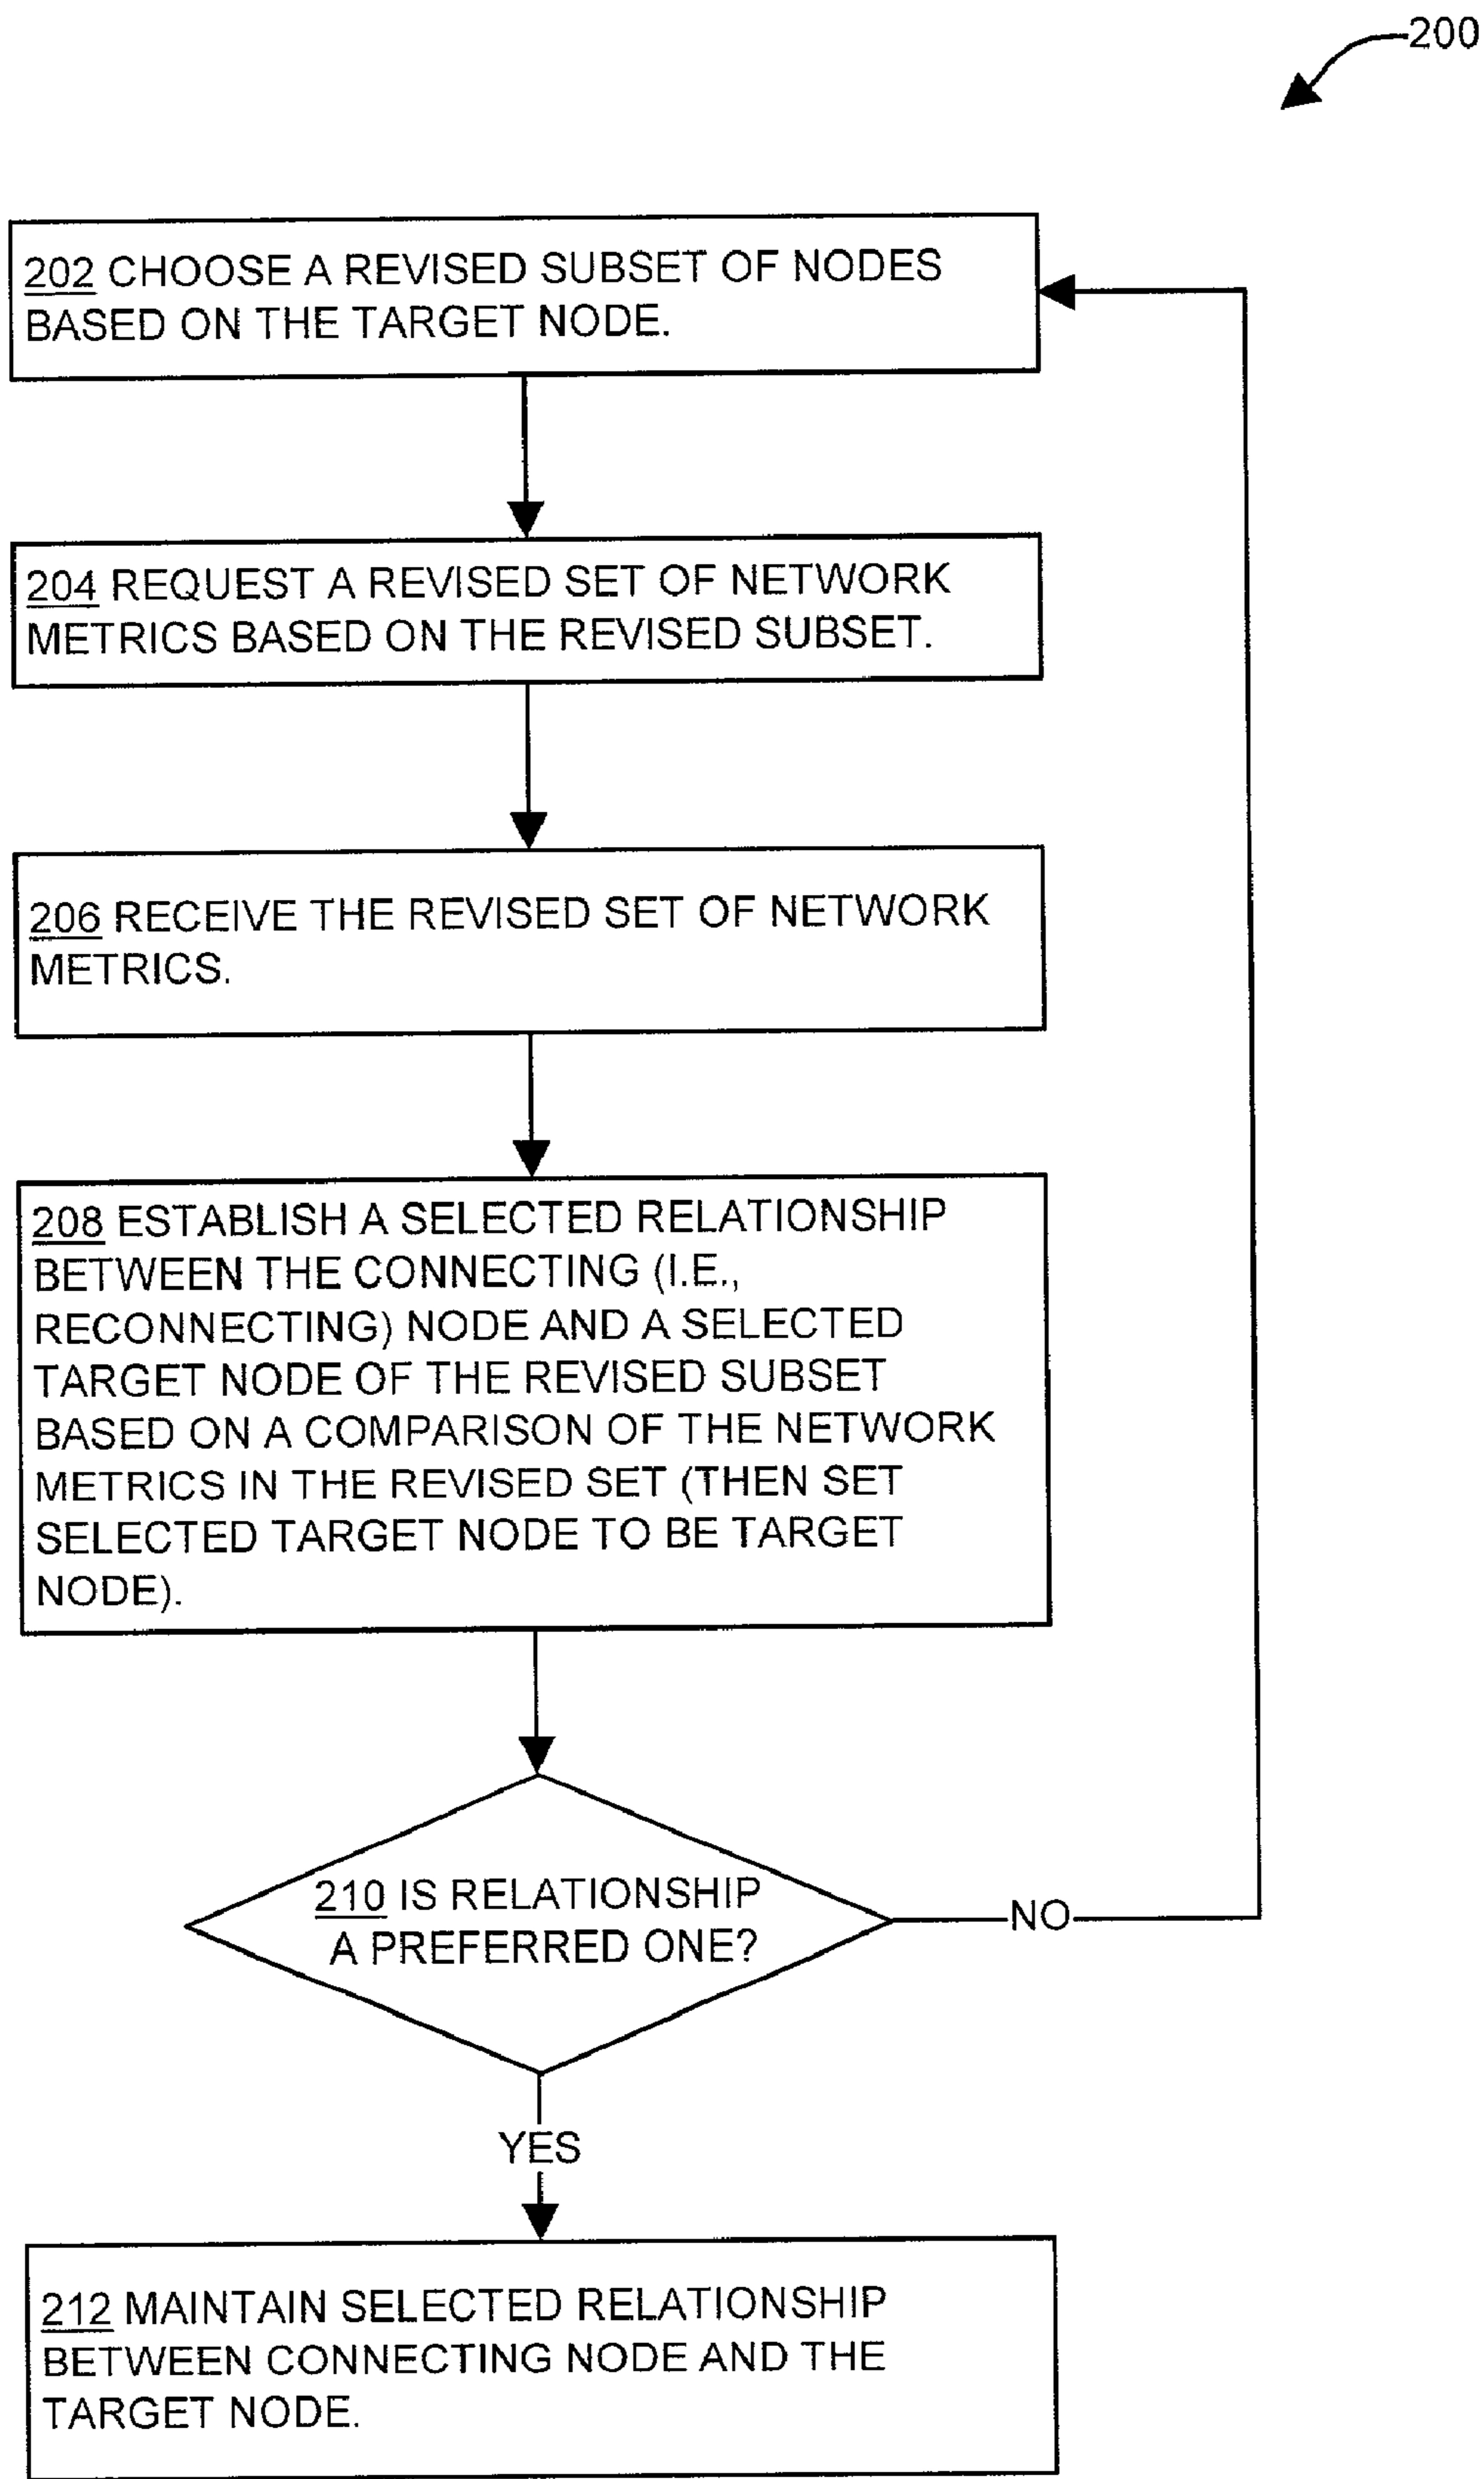 200
202 CHOOSE A REVISED SUBSET OF NODES
BASED ON THE TARGET NODE.
204 REQUEST A REVISED SET OF NETWORK
METRICS BASED ON THE REVISED SUBSET.
206 RECEIVE THE REVISED SET OF NETWORK
METRICS.
208 ESTABLISH A SELECTED RELATIONSHIP
BETWEEN THE CONNECTING (I.E.,
RECONNECTING) NODE AND A SELECTED
TARGET NODE OF THE REVISED SUBSET
BASED ON A COMPARISON OF THE NETWORK
METRICS IN THE REVISED SET (THEN SET
SELECTED TARGET NODE TO BE TARGET
NODE).
210 IS RELATIONSHIP
A PREFERRED ONE?
NO
YES
212 MAINTAIN SELECTED RELATIONSHIP
BETWEEN CONNECTING NODE AND THE
TARGET NODE.